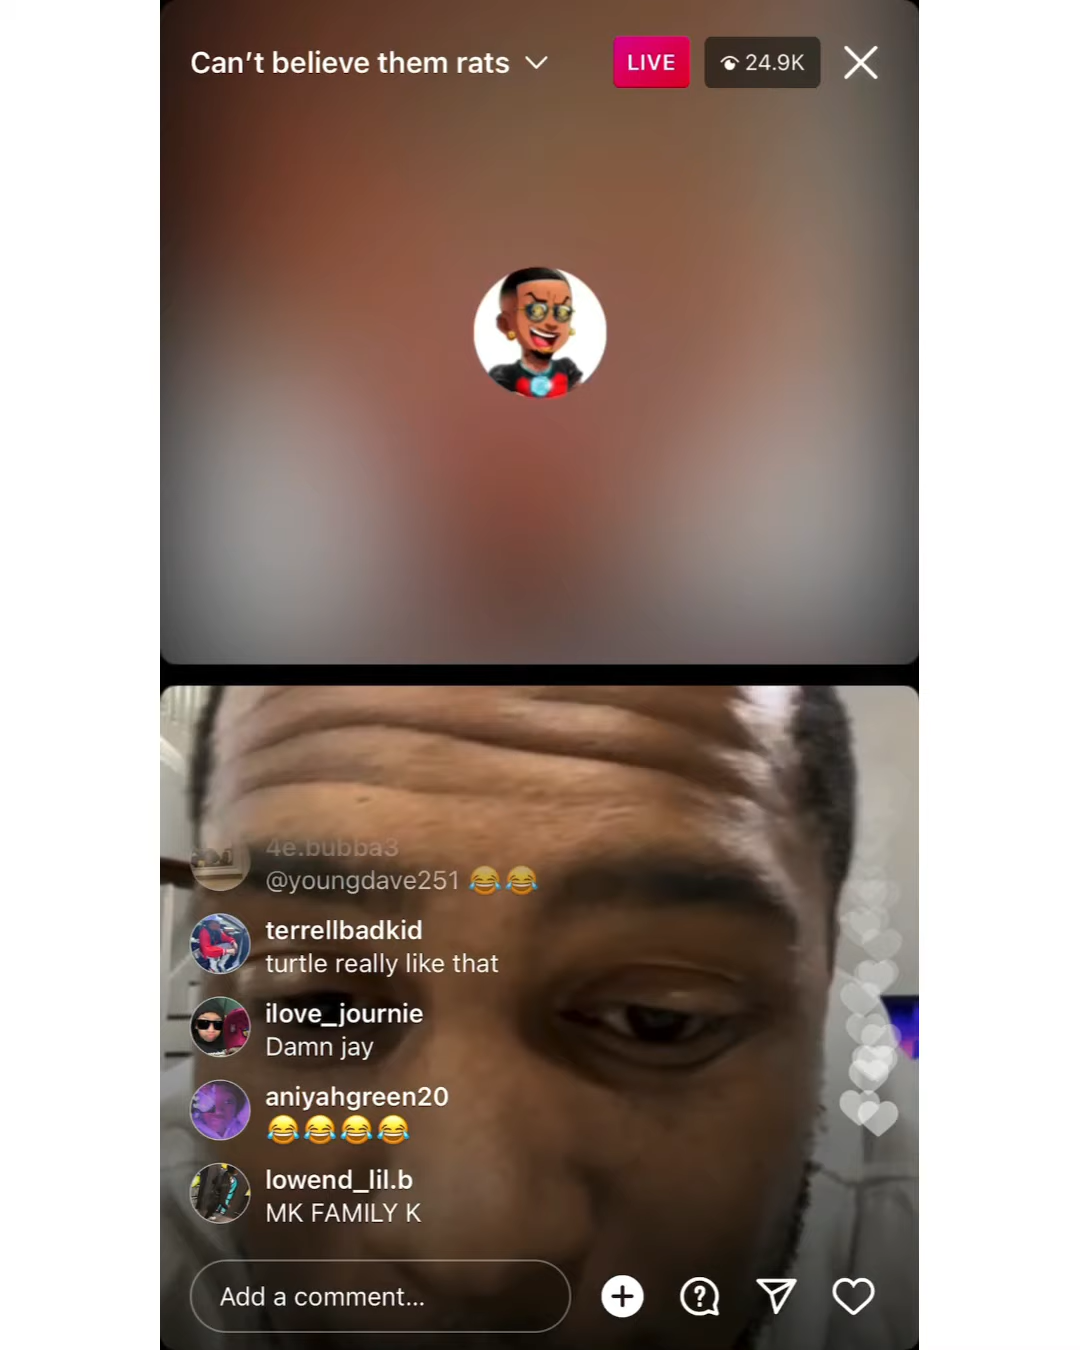 Can't believe them rats
LIVE
24.9K
4e.bubba3
@youngdave251 😂😂
terrellbadkid
turtle really like that
ilove_journie
Damn jay
aniyahgreen20
😂😂😂😂
lowend_lil.b
MK FAMILY K
Add a comment...